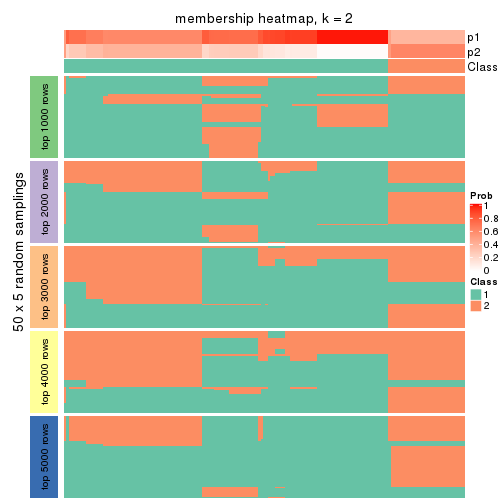 membership heatmap, k = 2
p1
p2
Class
50 x 5 random samplings
top 1000 rows
top 2000 rows
top 3000 rows
top 4000 rows
top 5000 rows
Prob
1
0.8
0.6
0.4
0.2
0
Class
1
2